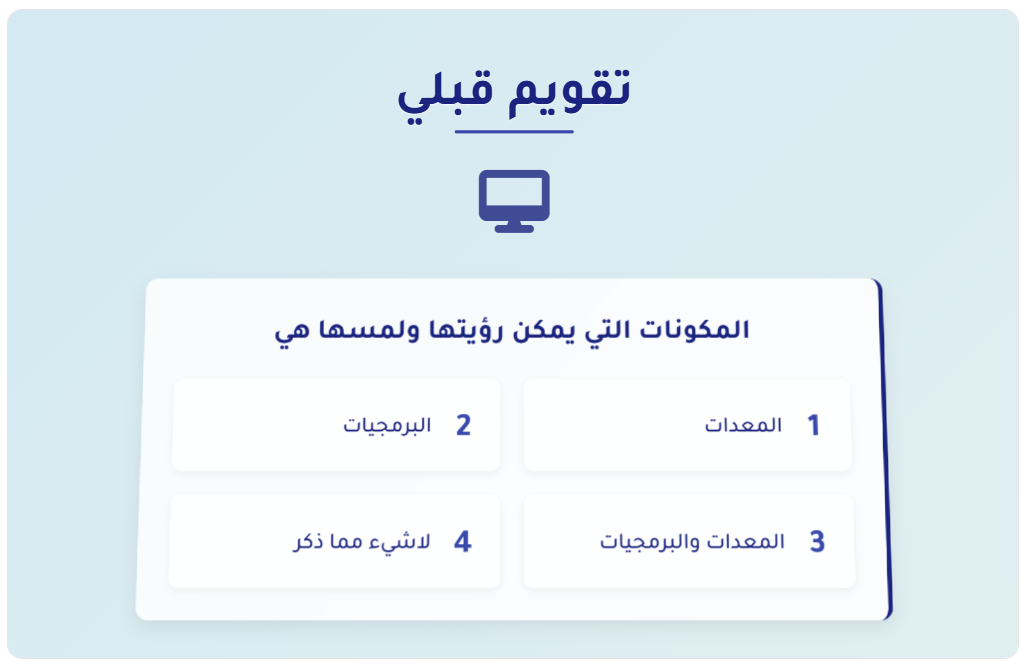 تقويم قبلي
المكونات التي يمكن رؤيتها ولمسها هي
1 المعدات
2 البرمجيات
3 المعدات والبرمجيات
4 لاشيء مما ذكر